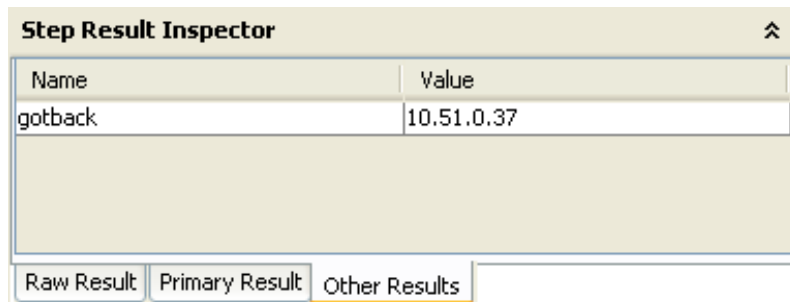 Step Result Inspector
Name Value
gotback 10.51.0.37
Raw Result Primary Result Other Results